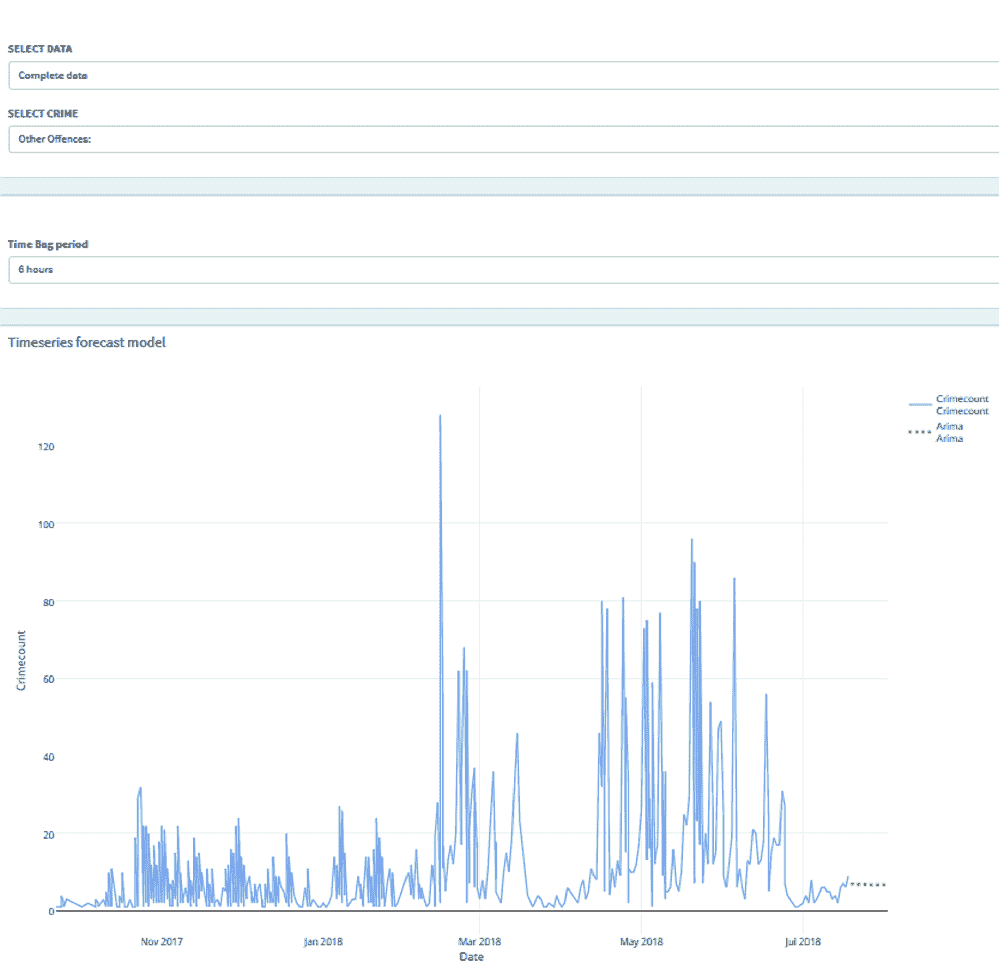 SELECT DATA
Complete data
SELECT CRIME
Other Offences:
Time Bag period
6 hours
Timeseries forecast model
Crimecount
Crimecount
Arima
Arima
120
100
80
60
40
20
0
Crimecount
Nov 2017
Jan 2018
Mar 2018
May 2018
Jul 2018
Date